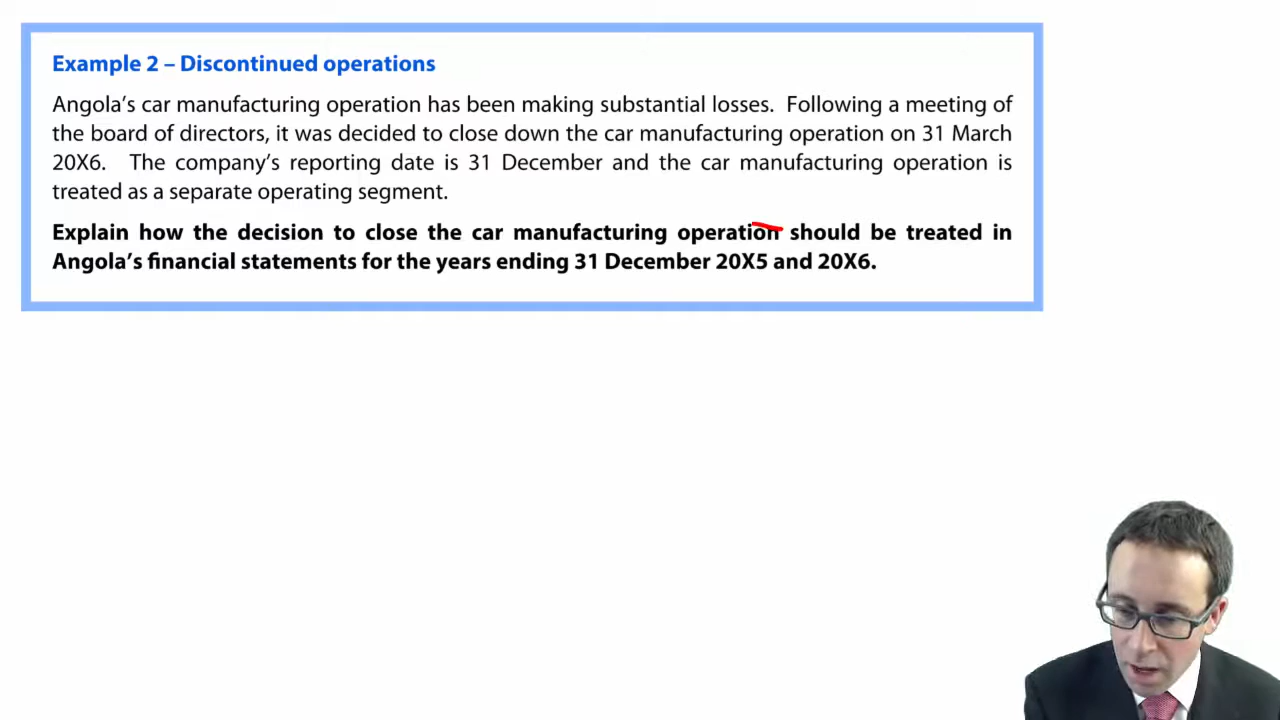 Example 2 – Discontinued operations
Angola’s car manufacturing operation has been making substantial losses. Following a meeting of
the board of directors, it was decided to close down the car manufacturing operation on 31 March
20X6. The company’s reporting date is 31 December and the car manufacturing operation is
treated as a separate operating segment.
Explain how the decision to close the car manufacturing operation should be treated in
Angola’s financial statements for the years ending 31 December 20X5 and 20X6.